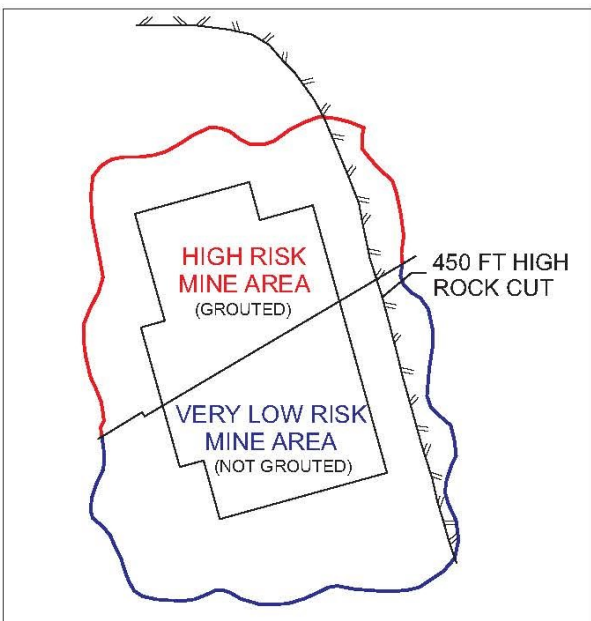 HIGH RISK
MINE AREA
(GROUTED)
450 FT HIGH
ROCK CUT
VERY LOW RISK
MINE AREA
(NOT GROUTED)